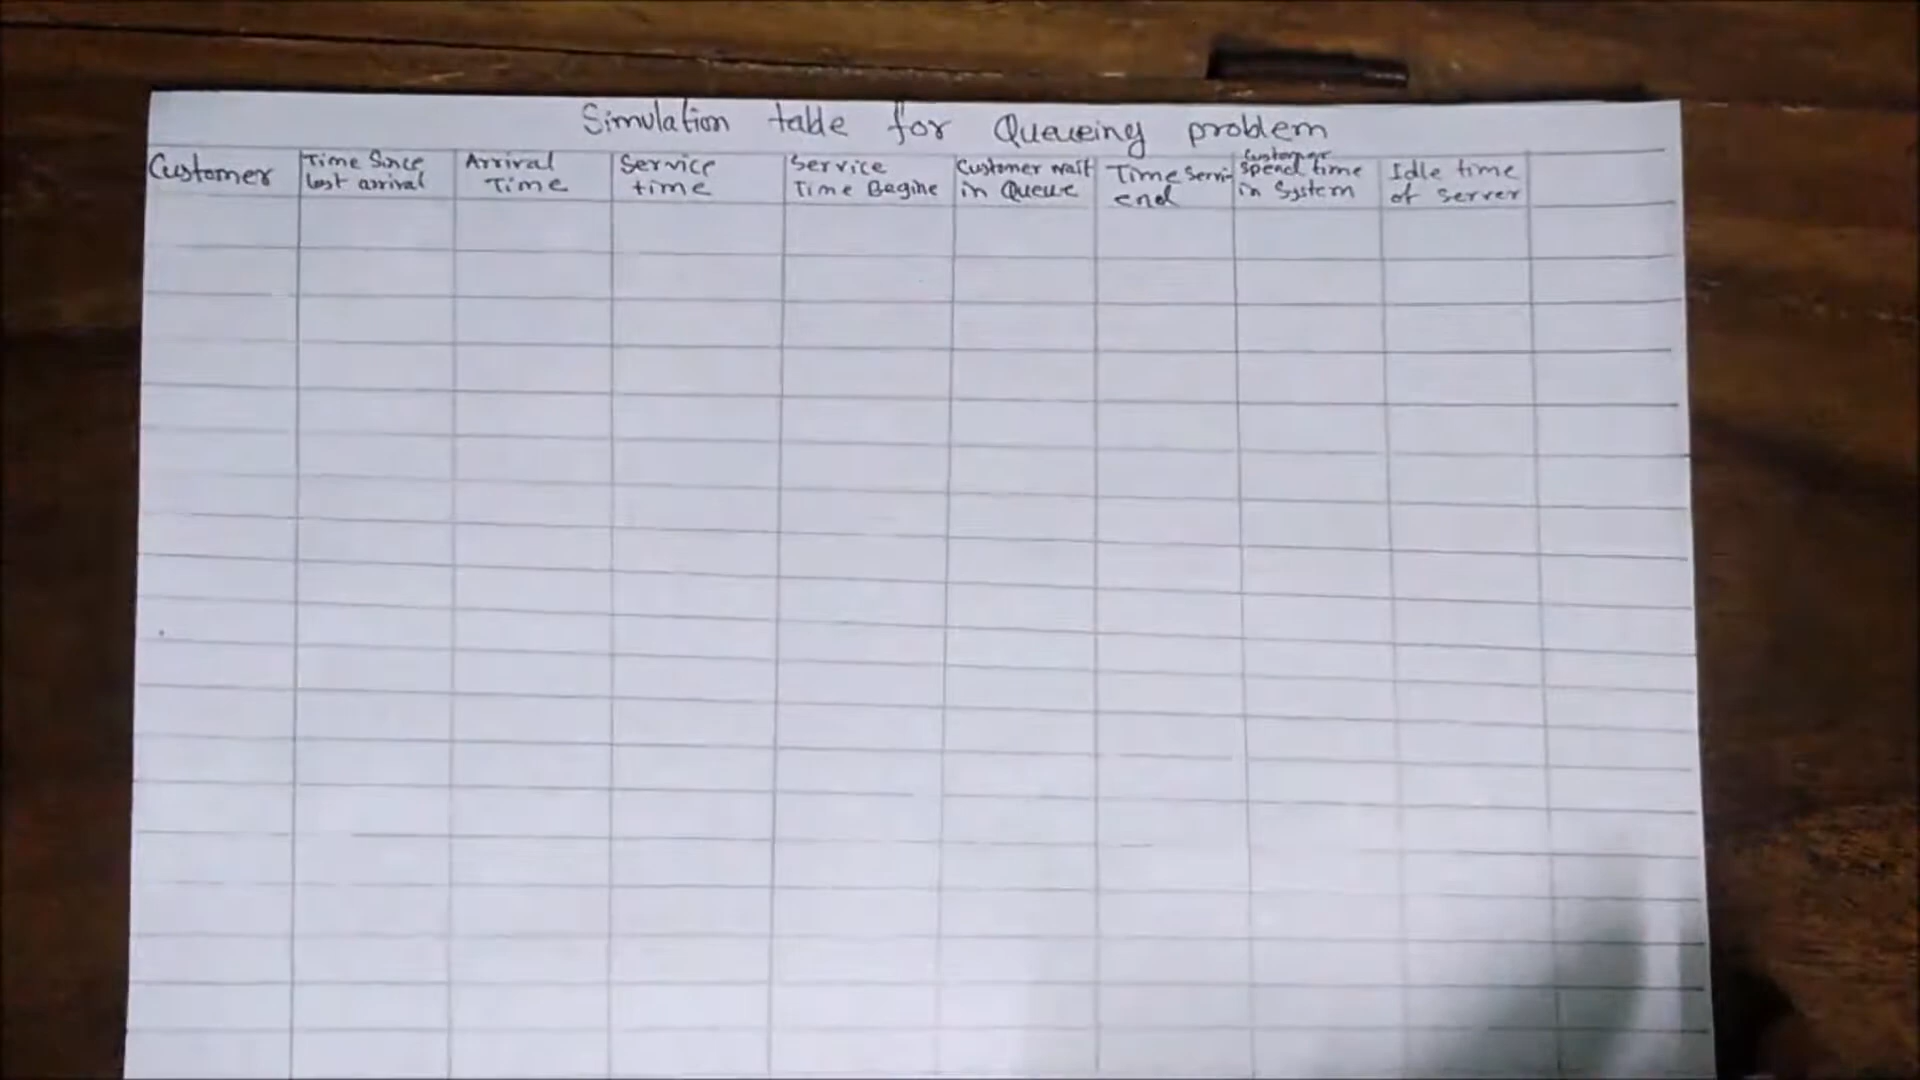 Simulation table for Queueing problem
Customer
Time Since
last arrival
Arrival
Time
Service
time
Service
Time Begine
Customer wait
in Queue
Time Servi
end
Customer
spend time
in System
Idle time
of server